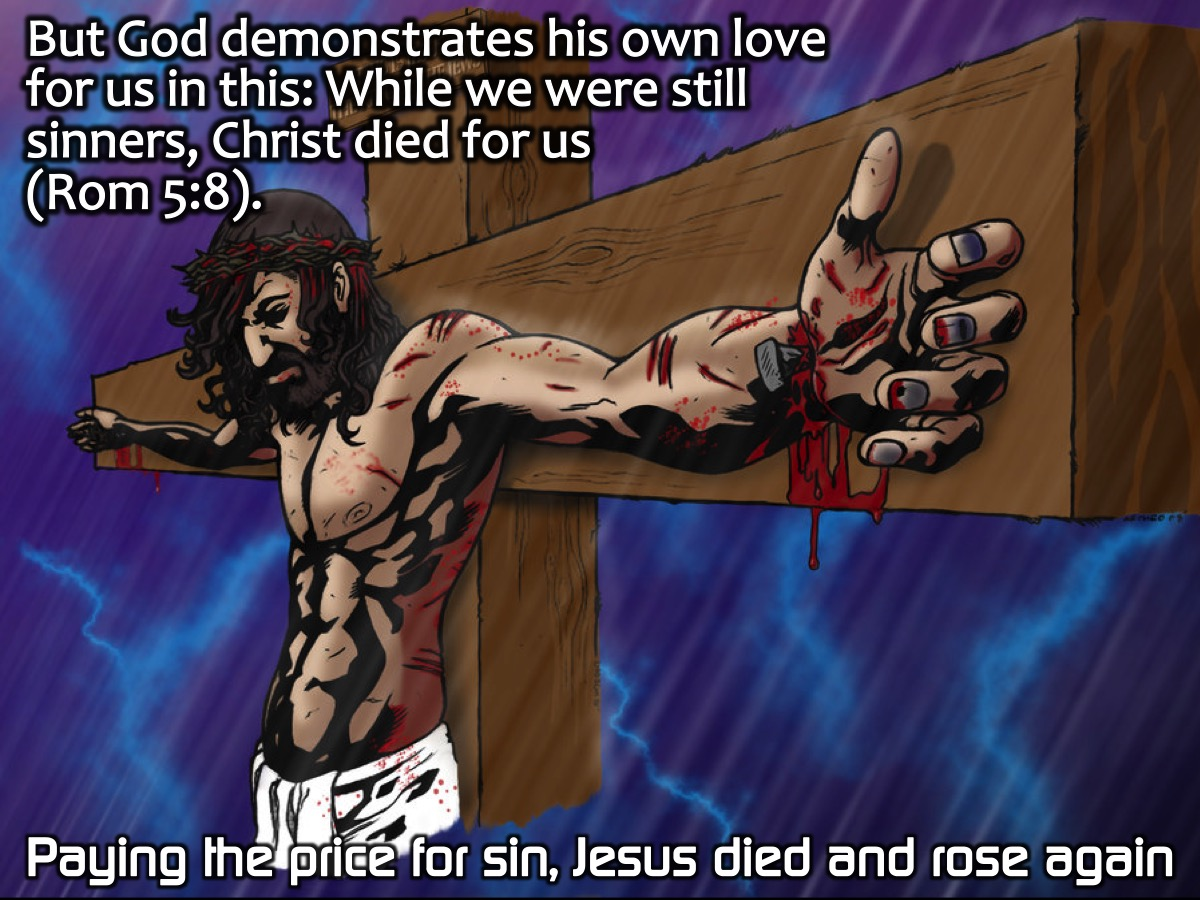 But God demonstrates his own love
for us in this: While we were still
sinners, Christ died for us
(Rom 5:8).
Paying the price for sin, Jesus died and rose again